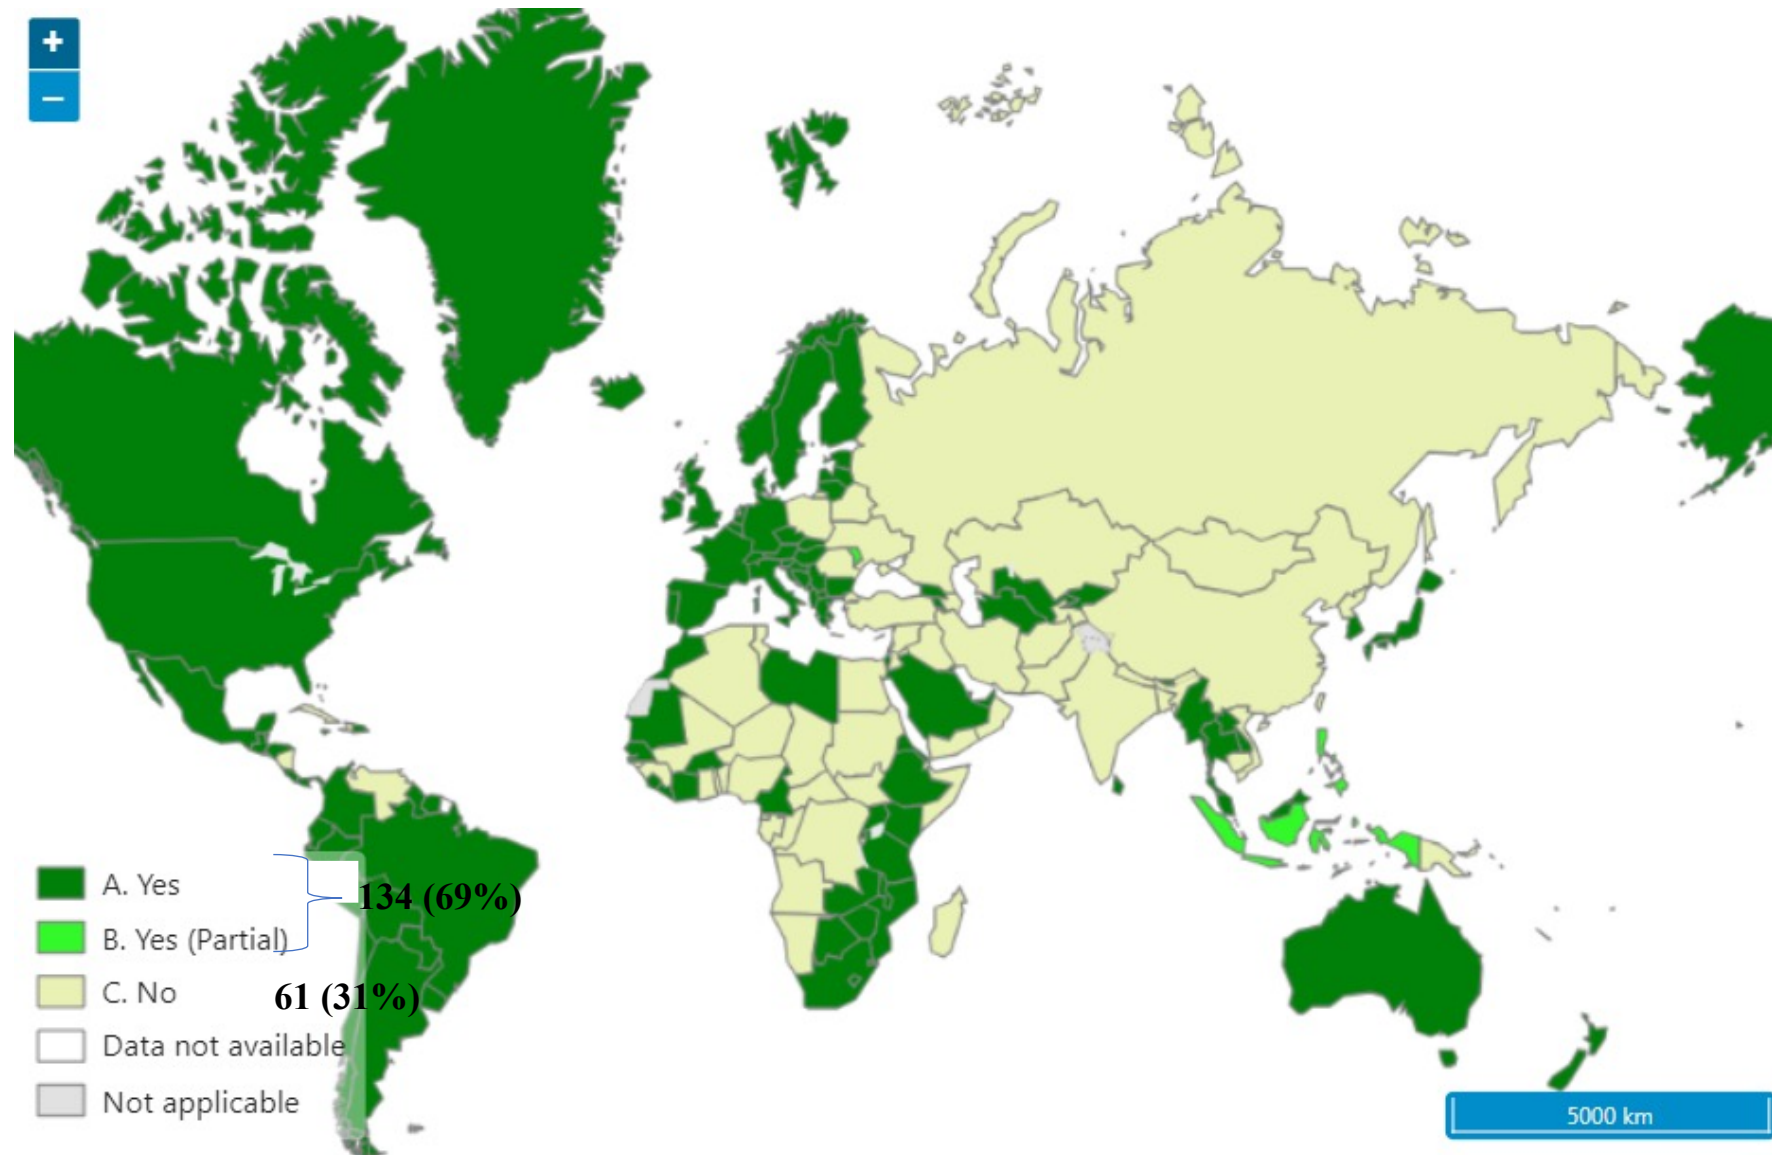 +
−
A. Yes
134 (69%)
B. Yes (Partial)
C. No
61 (31%)
Data not available
Not applicable
5000 km